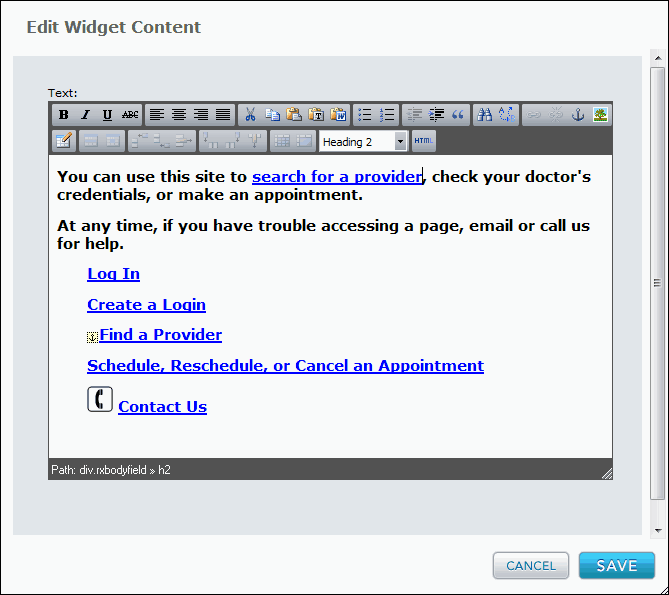 Edit Widget Content
Text:
B I U ABC
T W
Heading 2 HTML
You can use this site to search for a provider, check your doctor's
credentials, or make an appointment.
At any time, if you have trouble accessing a page, email or call us
for help.
Log In
Create a Login
Find a Provider
Schedule, Reschedule, or Cancel an Appointment
Contact Us
Path: div.rxbodyfield » h2
CANCEL SAVE